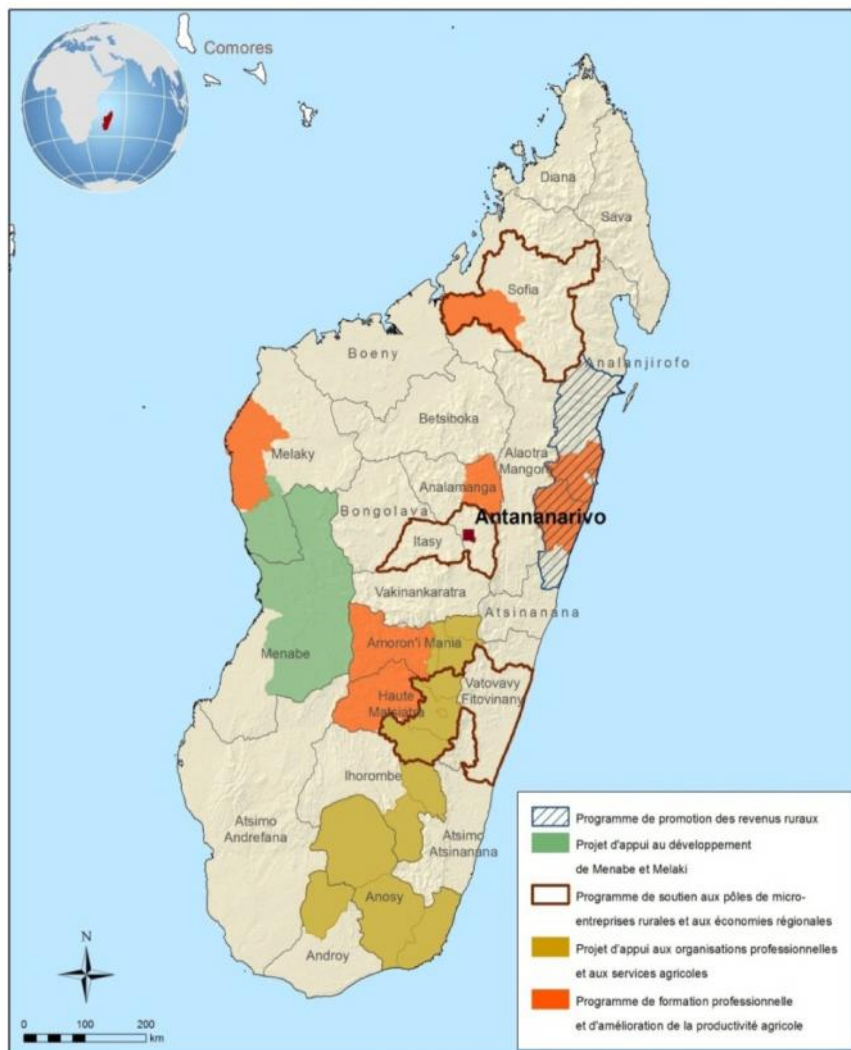 Comores
Diana
Sava
Sofia
Analanjirofo
Boeny
Betsiboka
Melaky
Alaotra
Mangoro
Analamanga
Bongolava
Antananarivo
Itasy
Vakinankaratra
Atsinanana
Amoron'i Mania
Menabe
Vatovavy
Fitovinany
Haute
Matsiatra
Ihorombe
Atsimo
Andrefana
Atsimo
Atsinanana
Anosy
Androy
N
0 100 200
km
Programme de promotion des revenus ruraux
Projet d'appui au développement
de Menabe et Melaki
Programme de soutien aux pôles de micro-
entreprises rurales et aux économies régionales
Projet d'appui aux organisations professionnelles
et aux services agricoles
Programme de formation professionnelle
et d'amélioration de la productivité agricole